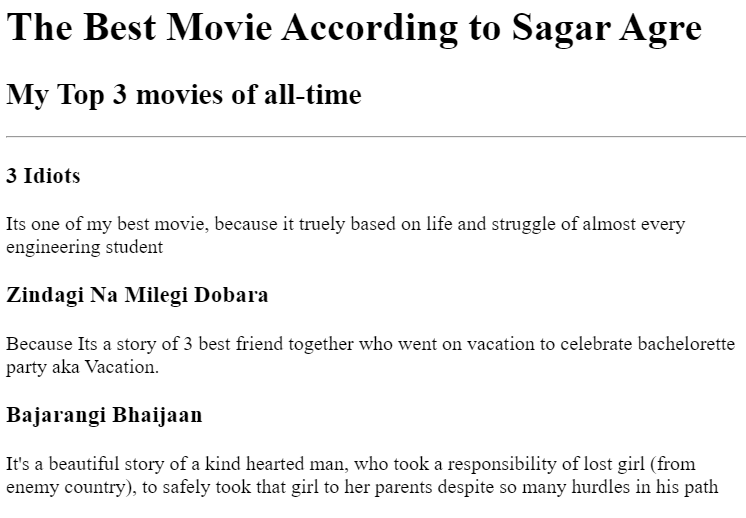 The Best Movie According to Sagar Agre
My Top 3 movies of all-time
3 Idiots
Its one of my best movie, because it truely based on life and struggle of almost every
engineering student
Zindagi Na Milegi Dobara
Because Its a story of 3 best friend together who went on vacation to celebrate bachelorette
party aka Vacation.
Bajarangi Bhaijaan
It's a beautiful story of a kind hearted man, who took a responsibility of lost girl (from
enemy country), to safely took that girl to her parents despite so many hurdles in his path